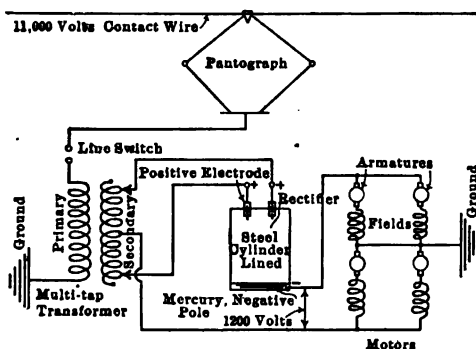 11,000 Volts Contact Wire
Pantograph
Line Switch
Armatures
Positive Electrode
+ +
Rectifier
Ground
Primary
Secondary
Steel
Cylinder
Lined
Fields
Ground
Multi-tap
Transformer
Mercury, Negative
Pole
1200 Volts
Motors